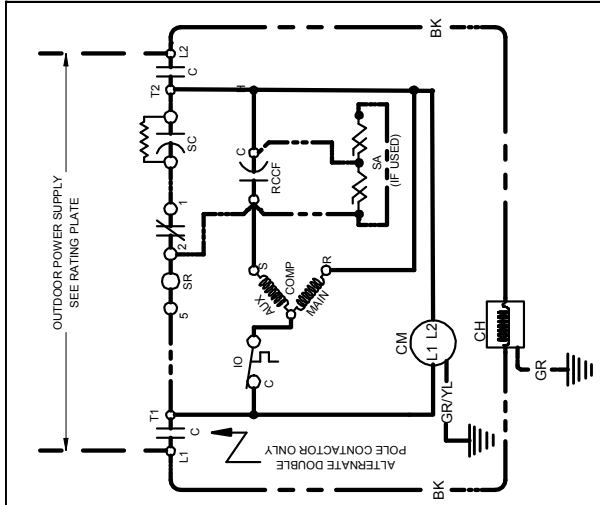 OUTDOOR POWER SUPPLY
SEE RATING PLATE
L1
C
T1
5
SR
2
1
SC
T2
C
L2
ALTERNATE DOUBLE
POLE CONTACTOR ONLY
IO
C
AUX
S
COMP
MAIN
R
RCCF
C
H
SA
(IF USED)
CM
L1 L2
GR/YL
CH
GR
BK
BK